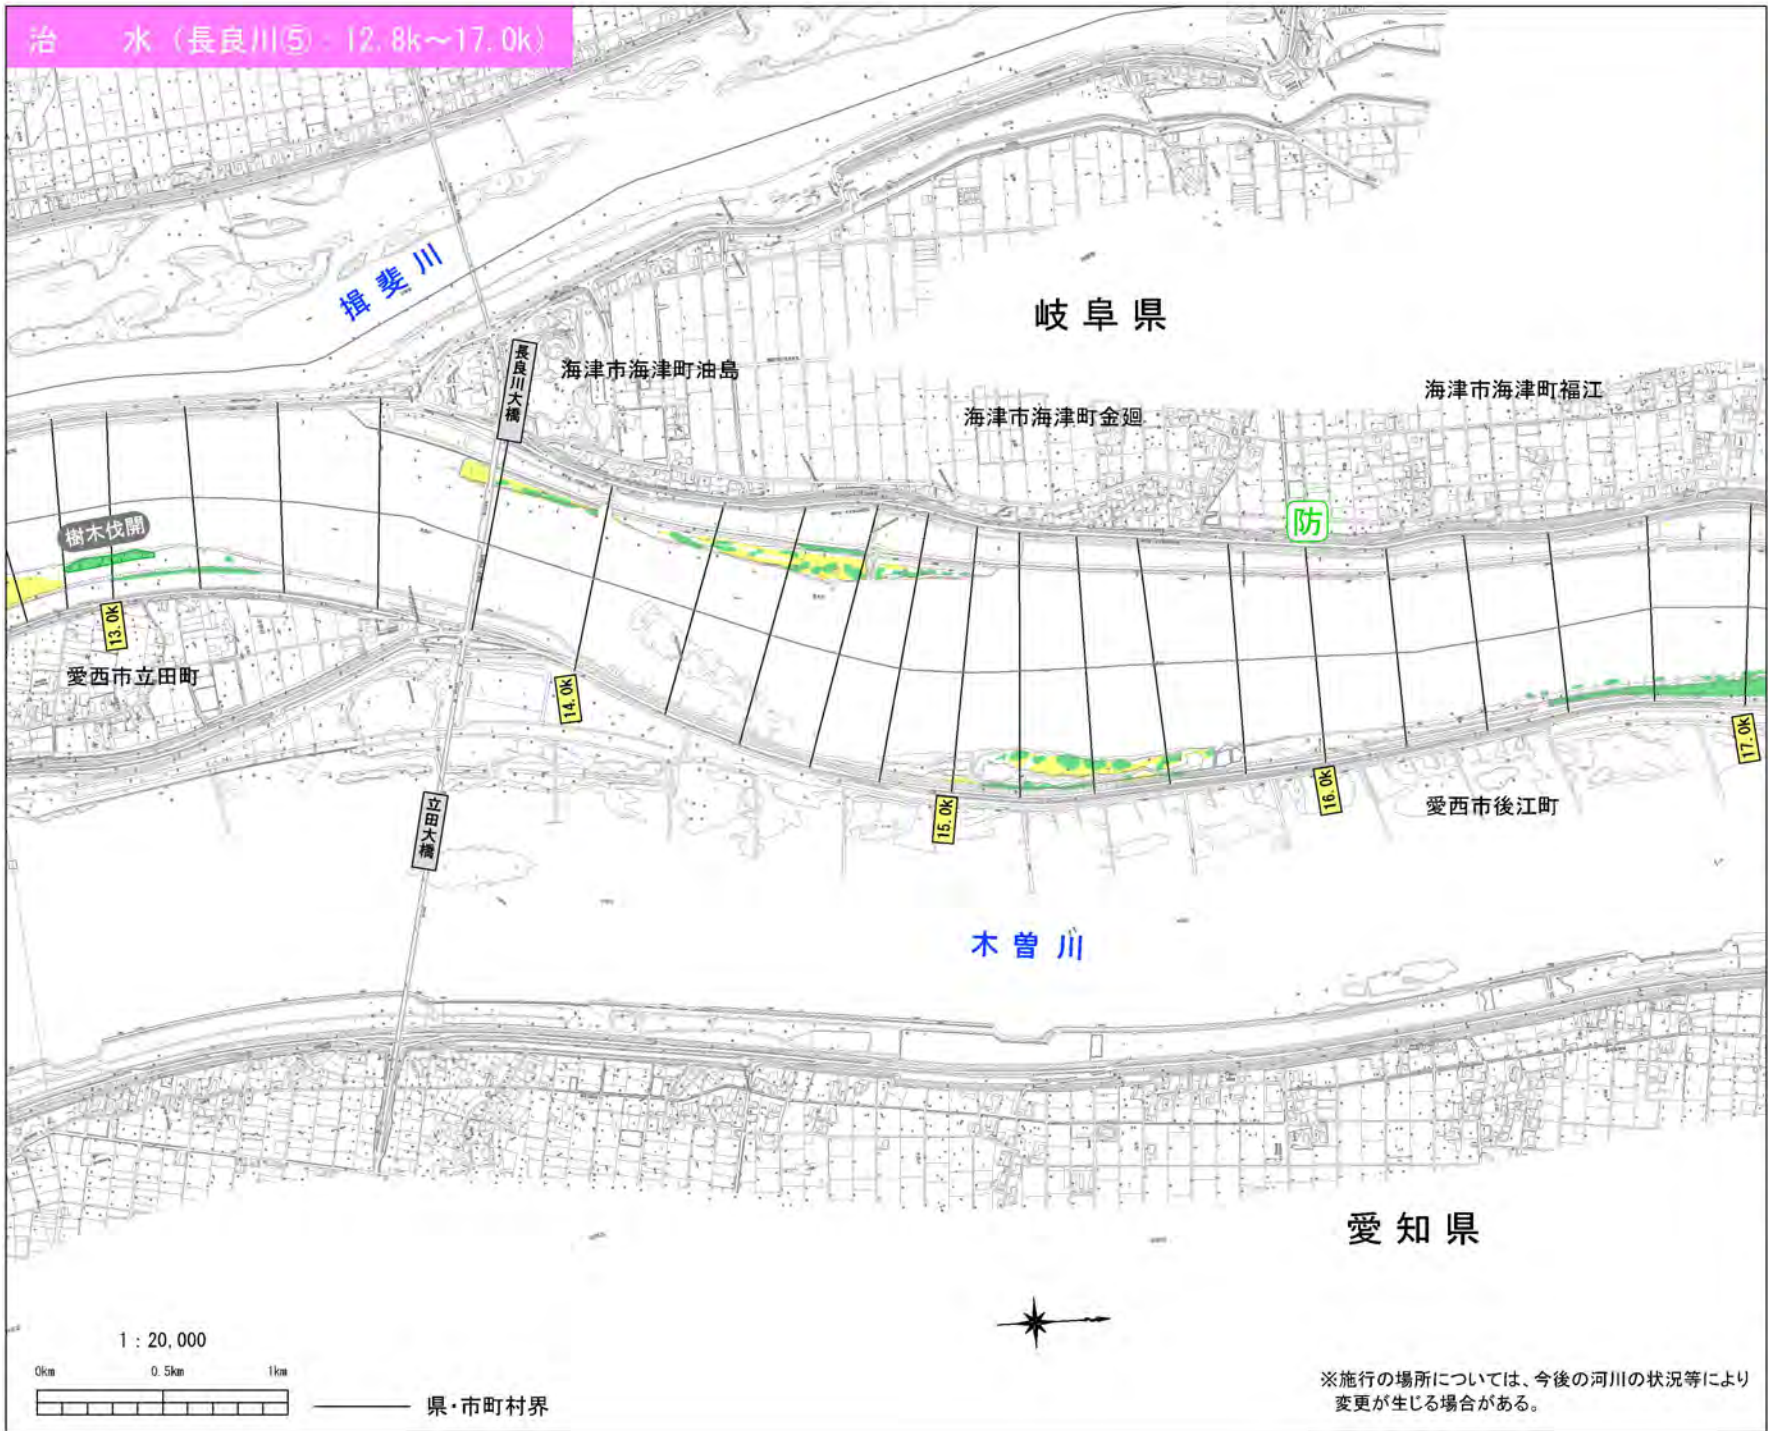 治　　水（長良川⑤：12.8k～17.0k）
揖斐川
岐阜県
長良川大橋
海津市海津町油島
海津市海津町金廻
海津市海津町福江
防
樹木伐開
13.0k
愛西市立田町
14.0k
17.0k
立田大橋
15.0k
16.0k
愛西市後江町
木曽川
愛知県
1：20,000
0km 0.5km 1km
県・市町村界
※施行の場所については、今後の河川の状況等により
変更が生じる場合がある。